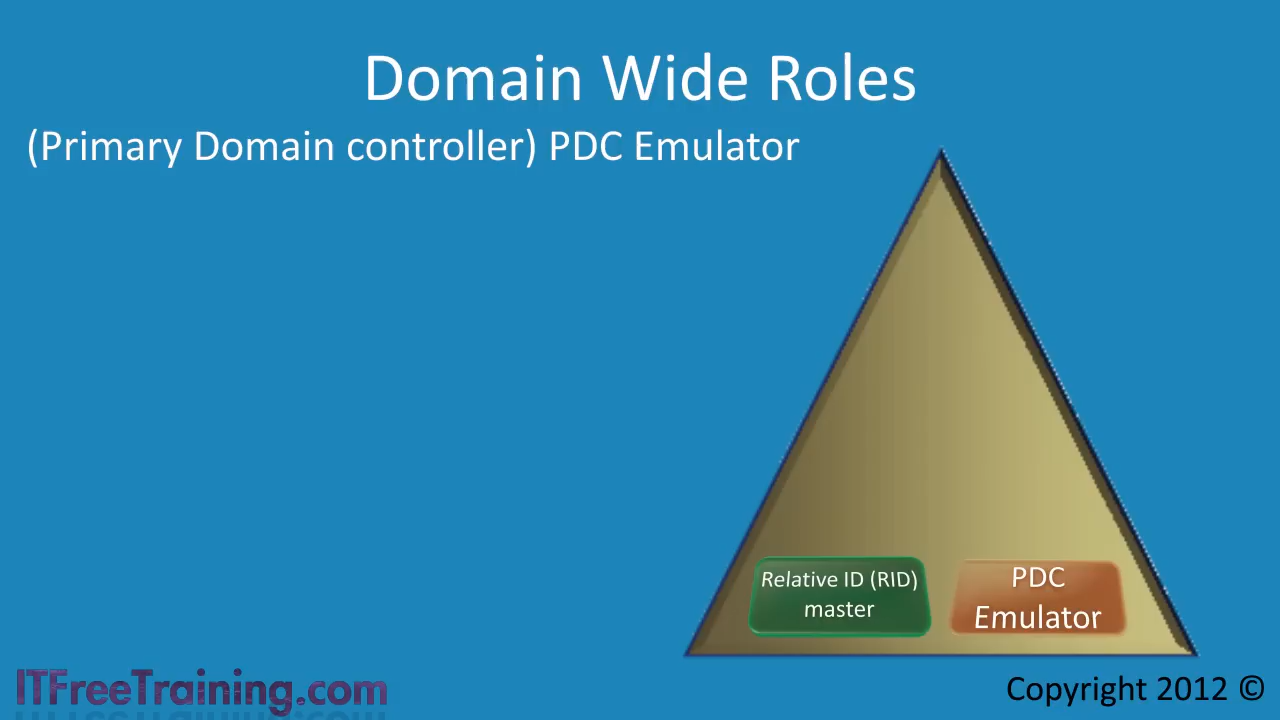 Domain Wide Roles
(Primary Domain controller) PDC Emulator
Relative ID (RID)
master
PDC
Emulator
ITFreeTraining.com
Copyright 2012 ©